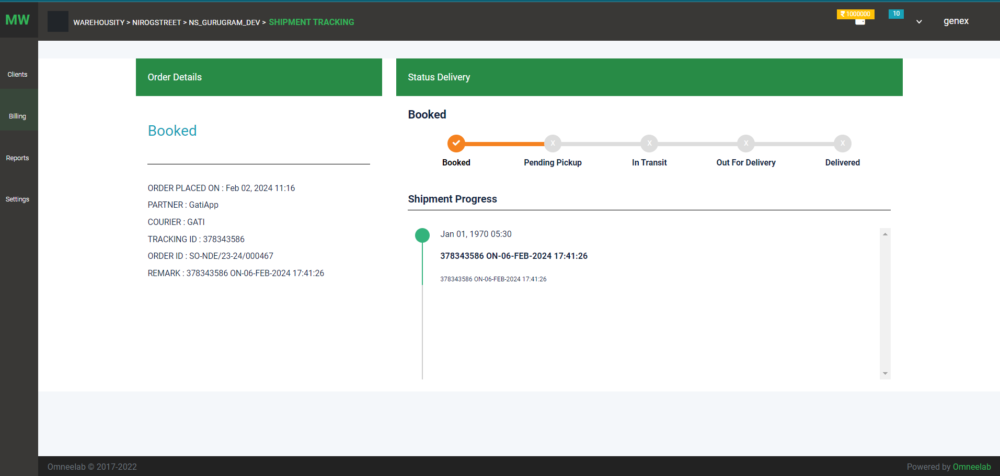 MW
WAREHOUSITY > NIROGSTREET > NS_GURUGRAM_DEV > SHIPMENT TRACKING
₹ 1000000
10
genex
Clients
Billing
Reports
Settings
Order Details
Booked
ORDER PLACED ON : Feb 02, 2024 11:16
PARTNER : GatiApp
COURIER : GATI
TRACKING ID : 378343586
ORDER ID : SO-NDE/23-24/000467
REMARK : 378343586 ON-06-FEB-2024 17:41:26
Status Delivery
Booked
X X X X
Booked Pending Pickup In Transit Out For Delivery Delivered
Shipment Progress
Jan 01, 1970 05:30
378343586 ON-06-FEB-2024 17:41:26
378343586 ON-06-FEB-2024 17:41:26
Omneelab © 2017-2022
Powered by Omneelab